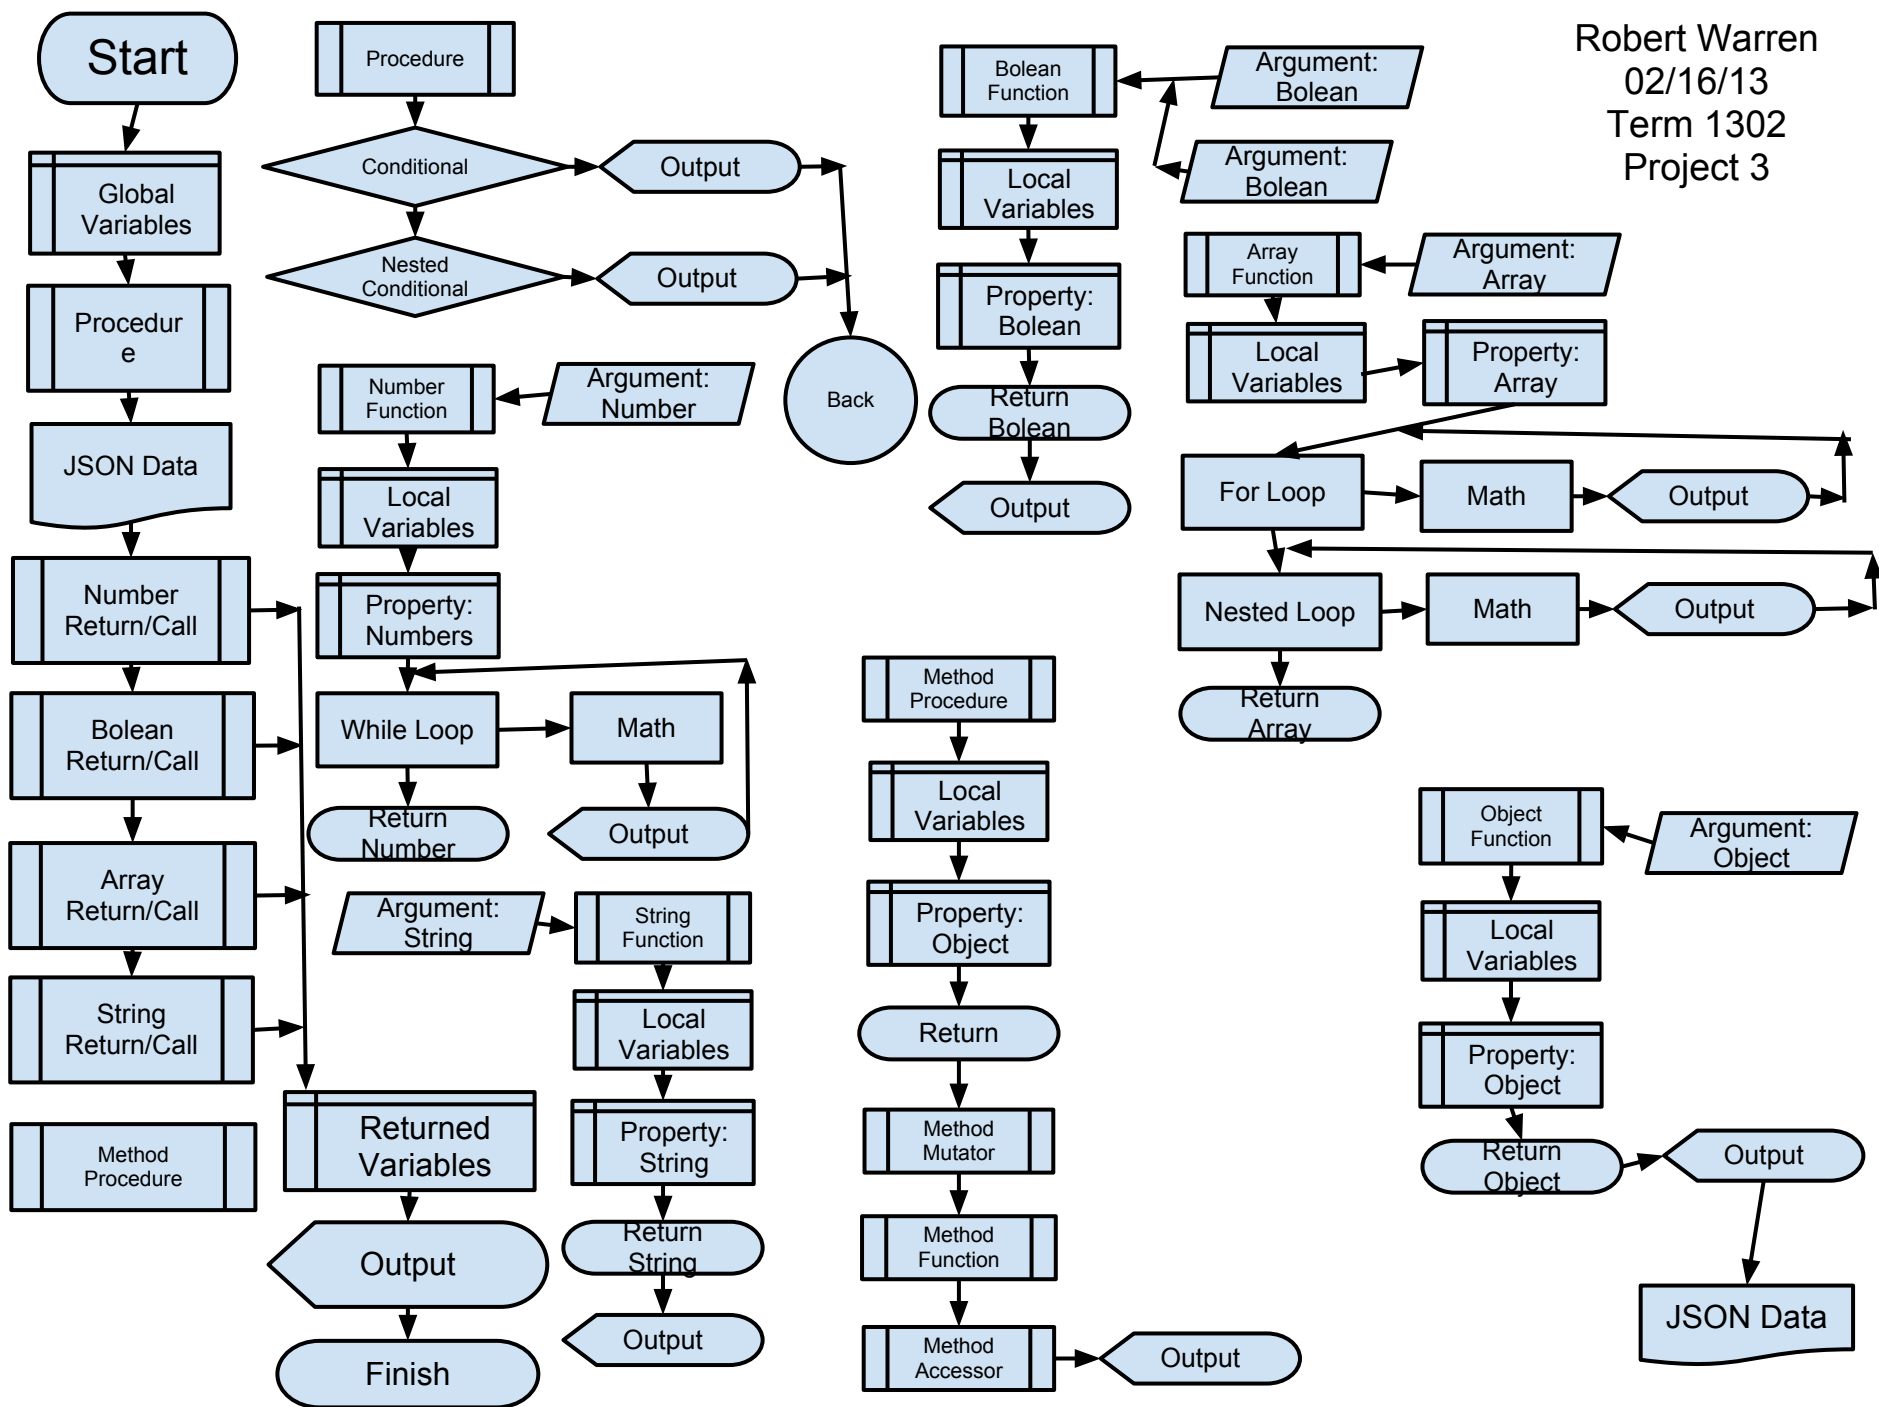 Start
Global
Variables
Procedur
e
JSON Data
Number
Return/Call
Bolean
Return/Call
Array
Return/Call
String
Return/Call
Method
Procedure
Procedure
Conditional
Output
Nested
Conditional
Output
Back
Number
Function
Argument:
Number
Local
Variables
Property:
Numbers
While Loop
Math
Return
Number
Output
Argument:
String
String
Function
Local
Variables
Property:
String
Return
String
Output
Returned
Variables
Output
Finish
Bolean
Function
Argument:
Bolean
Argument:
Bolean
Local
Variables
Property:
Bolean
Return
Bolean
Output
Method
Procedure
Local
Variables
Property:
Object
Return
Method
Mutator
Method
Function
Method
Accessor
Output
Robert Warren
02/16/13
Term 1302
Project 3
Array
Function
Argument:
Array
Local
Variables
Property:
Array
For Loop
Math
Output
Nested Loop
Math
Output
Return
Array
Object
Function
Argument:
Object
Local
Variables
Property:
Object
Return
Object
Output
JSON Data